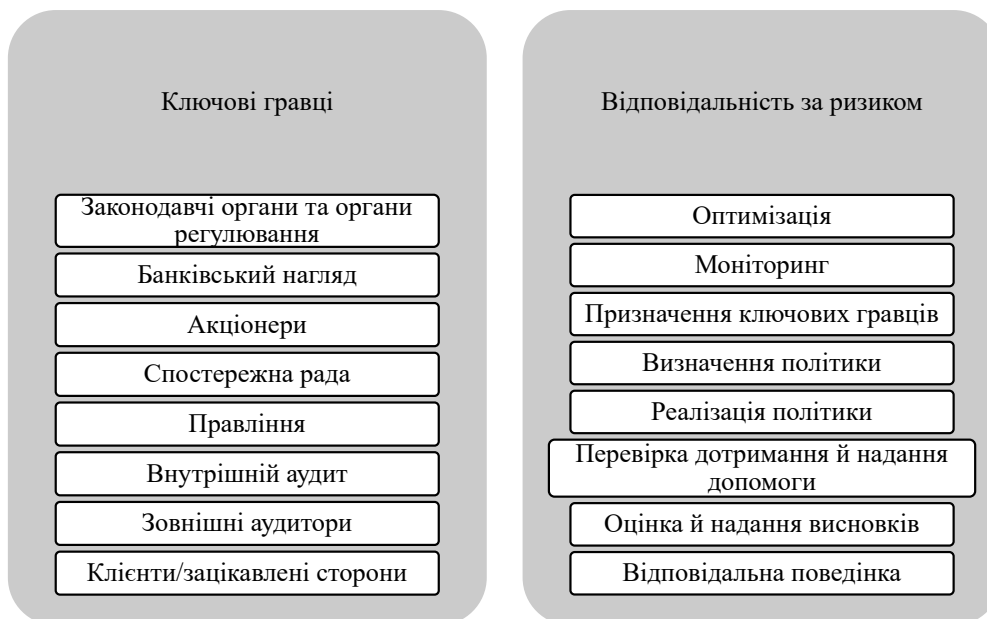 Ключові гравці
Законодавчі органи та органи
регулювання
Банківський нагляд
Акціонери
Спостережна рада
Правління
Внутрішній аудит
Зовнішні аудитори
Клієнти/зацікавлені сторони
Відповідальність за ризиком
Оптимізація
Моніторинг
Призначення ключових гравців
Визначення політики
Реалізація політики
Перевірка дотримання й надання
допомоги
Оцінка й надання висновків
Відповідальна поведінка